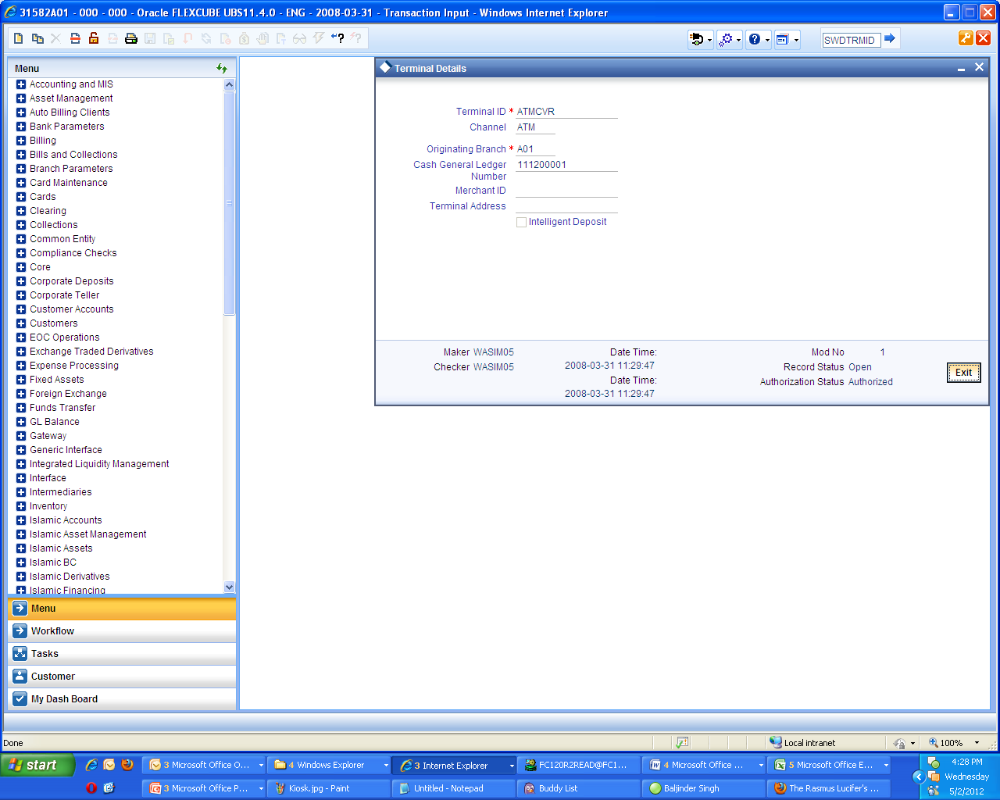 31582A01 - 000 - 000 - Oracle FLEXCUBE UBS11.4.0 - ENG - 2008-03-31 - Transaction Input - Windows Internet Explorer
SWDTRMID
Menu
Accounting and MIS
Asset Management
Auto Billing Clients
Bank Parameters
Billing
Bills and Collections
Branch Parameters
Card Maintenance
Cards
Clearing
Collections
Common Entity
Compliance Checks
Core
Corporate Deposits
Corporate Teller
Customer Accounts
Customers
EOC Operations
Exchange Traded Derivatives
Expense Processing
Fixed Assets
Foreign Exchange
Funds Transfer
GL Balance
Gateway
Generic Interface
Integrated Liquidity Management
Interface
Intermediaries
Inventory
Islamic Accounts
Islamic Asset Management
Islamic Assets
Islamic BC
Islamic Derivatives
Islamic Financing
Menu
Workflow
Tasks
Customer
My Dash Board
Terminal Details
Terminal ID * ATMCVR
Channel ATM
Originating Branch * A01
Cash General Ledger Number 111200001
Merchant ID
Terminal Address
Intelligent Deposit
Maker WASIM05
Checker WASIM05
Date Time:
2008-03-31 11:29:47
Date Time:
2008-03-31 11:29:47
Mod No 1
Record Status Open
Authorization Status Authorized
Exit
Done
Local intranet
100%
start
3 Microsoft Office O...
4 Windows Explorer
3 Internet Explorer
FC120R2READ@FC1...
4 Microsoft Office ...
5 Microsoft Office E...
4:28 PM
Wednesday
5/2/2012
3 Microsoft Office P...
Kiosk.jpg - Paint
Untitled - Notepad
Buddy List
Baljinder Singh
The Rasmus Lucifer's ...